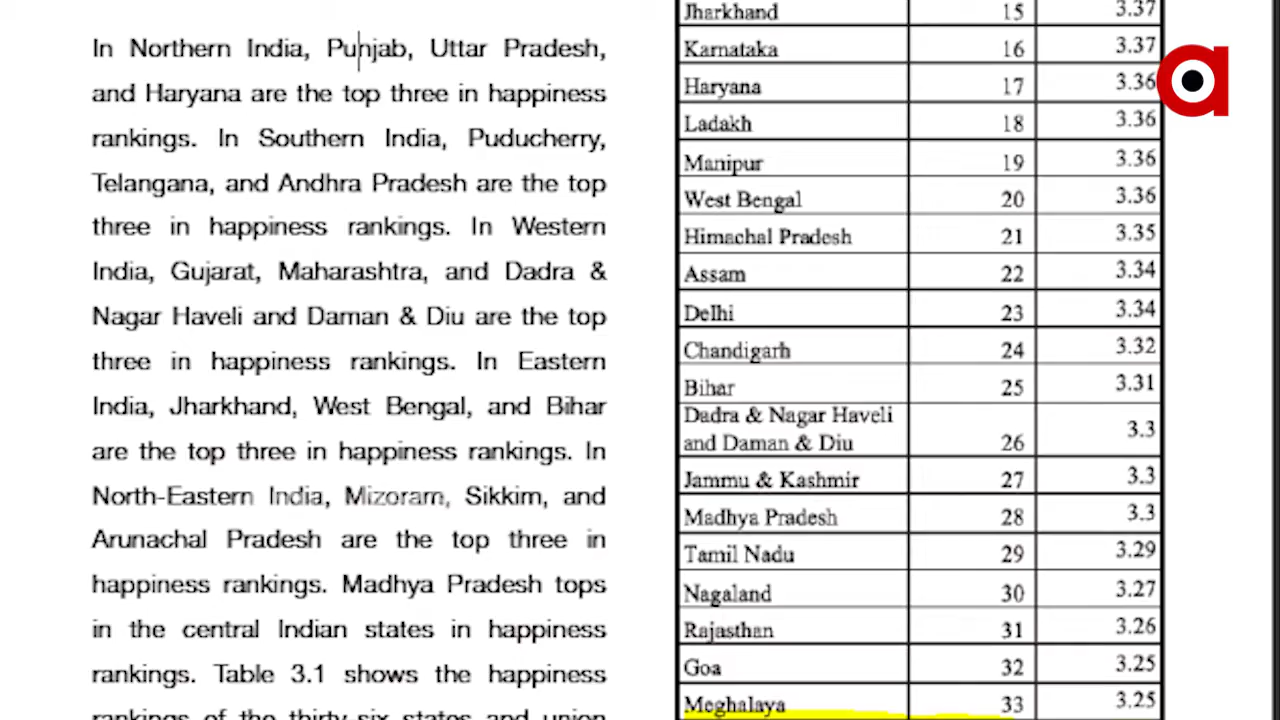 In Northern India, Punjab, Uttar Pradesh,
and Haryana are the top three in happiness
rankings. In Southern India, Puducherry,
Telangana, and Andhra Pradesh are the top
three in happiness rankings. In Western
India, Gujarat, Maharashtra, and Dadra &
Nagar Haveli and Daman & Diu are the top
three in happiness rankings. In Eastern
India, Jharkhand, West Bengal, and Bihar
are the top three in happiness rankings. In
North-Eastern India, Mizoram, Sikkim, and
Arunachal Pradesh are the top three in
happiness rankings. Madhya Pradesh tops
in the central Indian states in happiness
rankings. Table 3.1 shows the happiness
rankings of the thirty-six states and union
Jharkhand 15 3.37
Karnataka 16 3.37
Haryana 17 3.36
Ladakh 18 3.36
Manipur 19 3.36
West Bengal 20 3.36
Himachal Pradesh 21 3.35
Assam 22 3.34
Delhi 23 3.34
Chandigarh 24 3.32
Bihar 25 3.31
Dadra & Nagar Haveli
and Daman & Diu 26 3.3
Jammu & Kashmir 27 3.3
Madhya Pradesh 28 3.3
Tamil Nadu 29 3.29
Nagaland 30 3.27
Rajasthan 31 3.26
Goa 32 3.25
Meghalaya 33 3.25
a